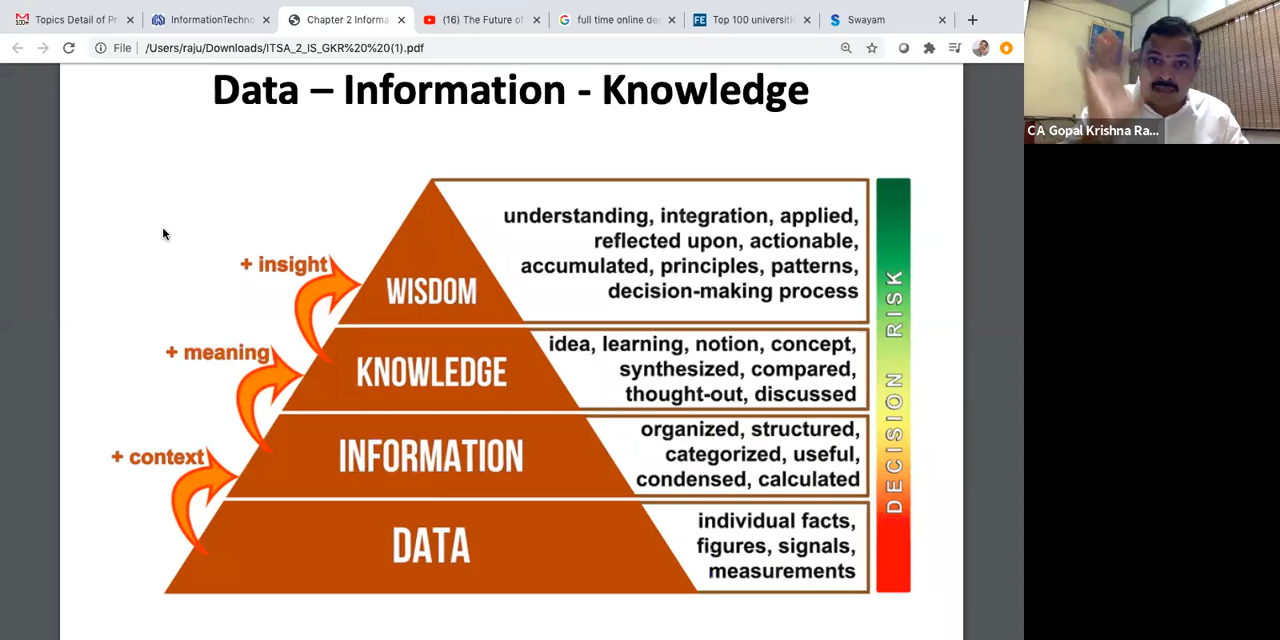 Topics Detail of Pr
InformationTechno
Chapter 2 Informa
(16) The Future of
full time online de
Top 100 universiti
Swayam
File
/Users/raju/Downloads/ITSA_2_IS_GKR%20%20(1).pdf
C A Gopal Krishna Ra...
Data – Information - Knowledge
+ insight
WISDOM
understanding, integration, applied,
reflected upon, actionable,
accumulated, principles, patterns,
decision-making process
+ meaning
KNOWLEDGE
idea, learning, notion, concept,
synthesized, compared,
thought-out, discussed
+ context
INFORMATION
organized, structured,
categorized, useful,
condensed, calculated
DATA
individual facts,
figures, signals,
measurements
DECISION RISK